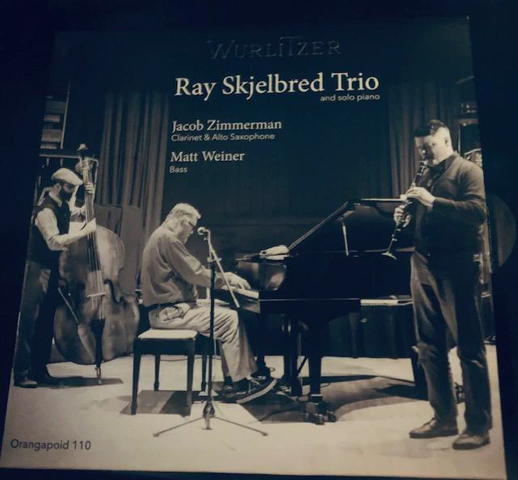 WURLITZER
Ray Skjelbred Trio
and solo piano
Jacob Zimmerman
Clarinet & Alto Saxophone
Matt Weiner
Bass
Orangapoid 110